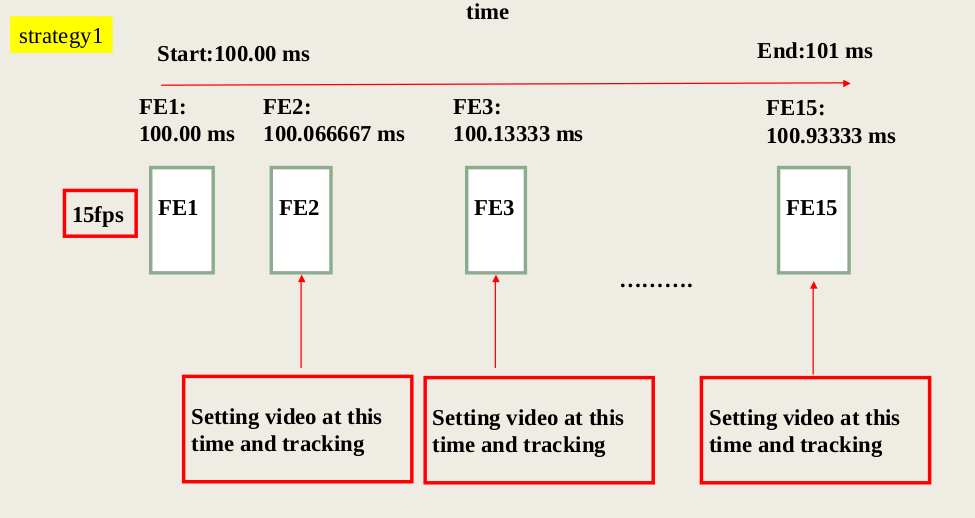 time
strategy1
Start:100.00 ms
End:101 ms
FE1:
100.00 ms
FE2:
100.066667 ms
FE3:
100.13333 ms
FE15:
100.93333 ms
15fps
FE1
FE2
FE3
FE15
……….
Setting video at this
time and tracking
Setting video at this
time and tracking
Setting video at this
time and tracking